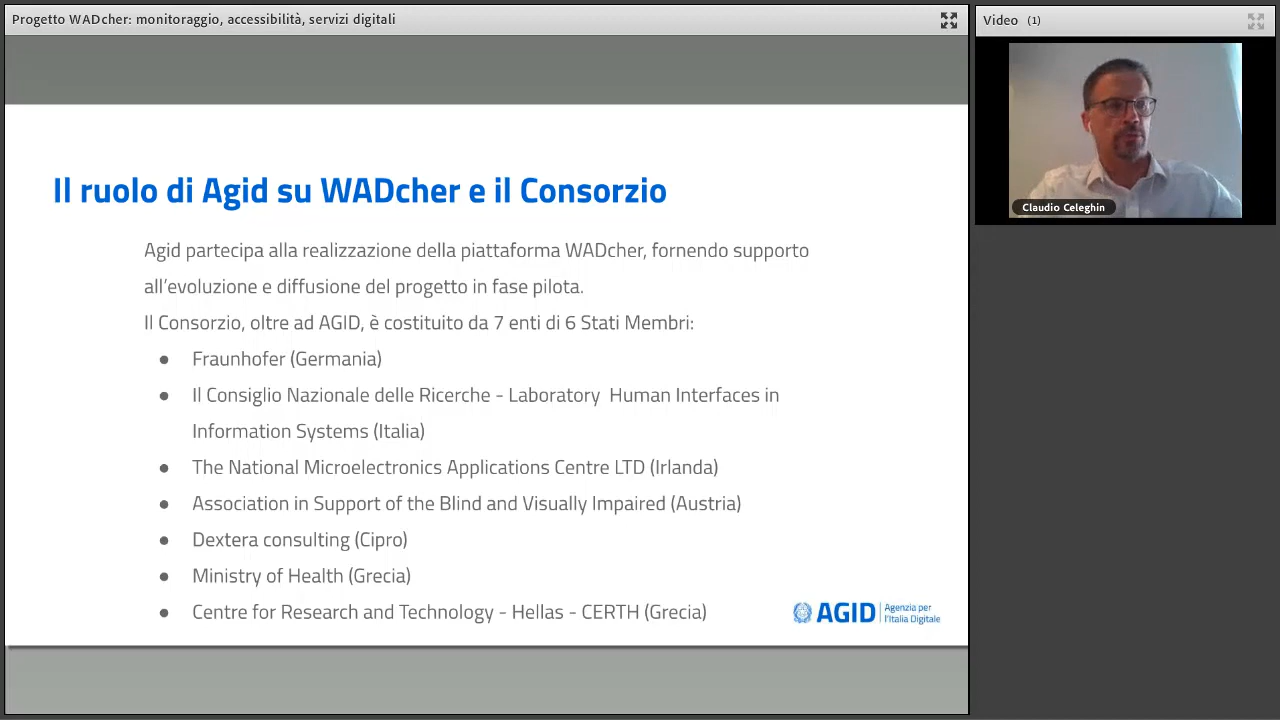 Progetto WADcher: monitoraggio, accessibilità, servizi digitali
Video (1)
Claudio Celeghin
Il ruolo di Agid su WADcher e il Consorzio
Agid partecipa alla realizzazione della piattaforma WADcher, fornendo supporto
all'evoluzione e diffusione del progetto in fase pilota.
Il Consorzio, oltre ad AGID, è costituito da 7 enti di 6 Stati Membri:
● Fraunhofer (Germania)
● Il Consiglio Nazionale delle Ricerche - Laboratory Human Interfaces in
Information Systems (Italia)
● The National Microelectronics Applications Centre LTD (Irlanda)
● Association in Support of the Blind and Visually Impaired (Austria)
● Dextera consulting (Cipro)
● Ministry of Health (Grecia)
● Centre for Research and Technology - Hellas - CERTH (Grecia)
AGID | Agenzia per
l'Italia Digitale